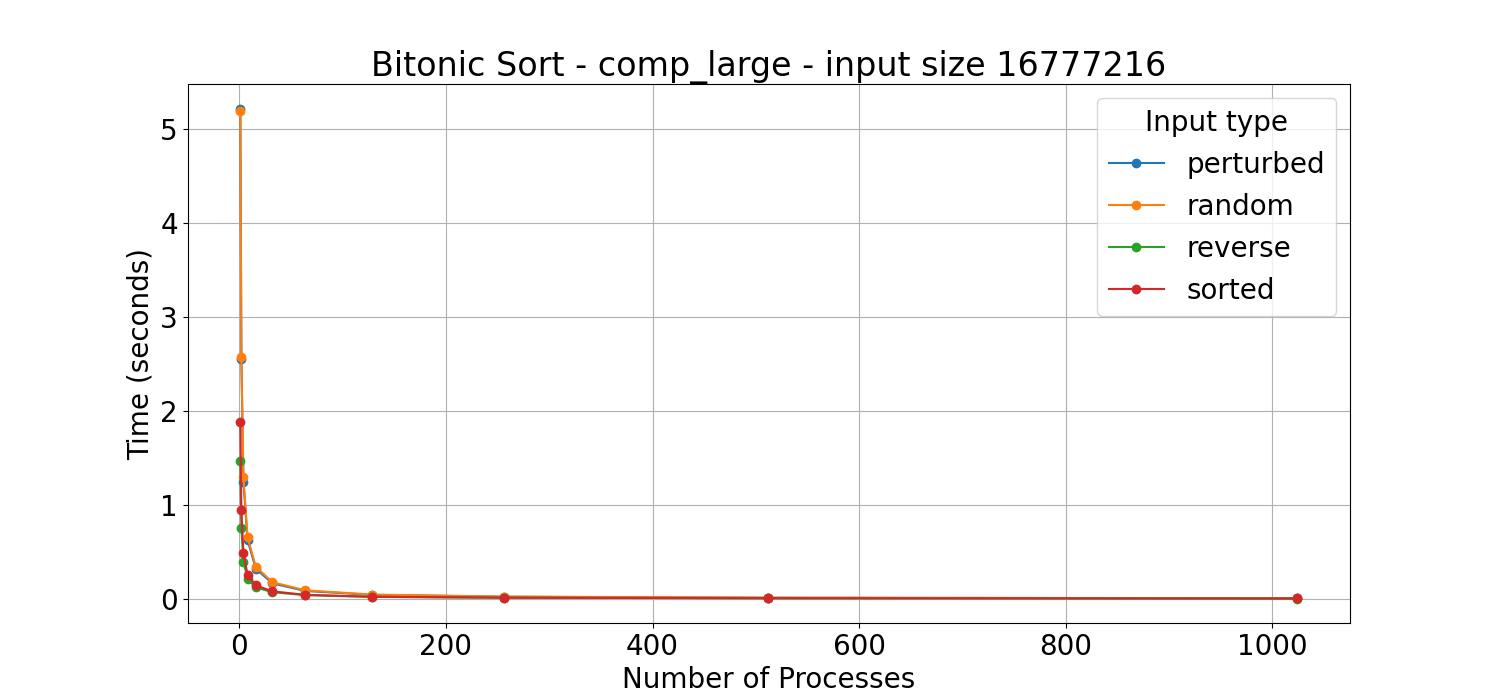 Bitonic Sort - comp_large - input size 16777216
Time (seconds)
5
4
3
2
1
0
Input type
perturbed
random
reverse
sorted
0 200 400 600 800 1000
Number of Processes